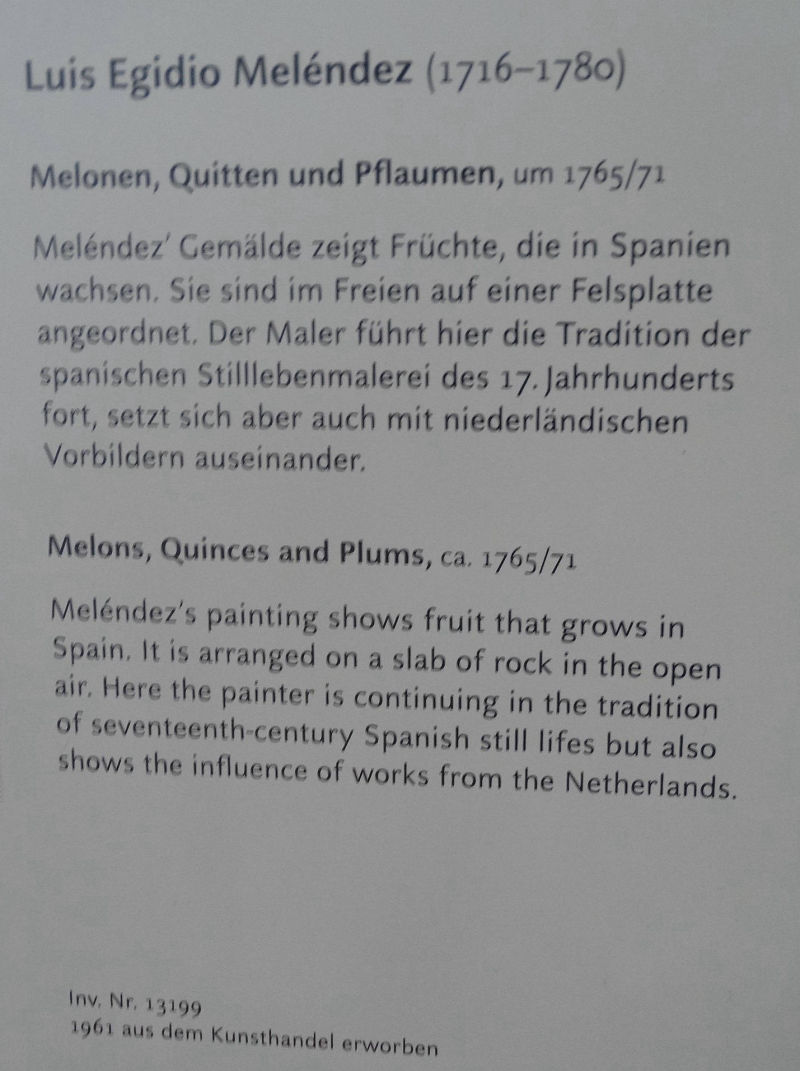 Luis Egidio Meléndez (1716–1780)
Melonen, Quitten und Pflaumen, um 1765/71
Meléndez' Gemälde zeigt Früchte, die in Spanien
wachsen. Sie sind im Freien auf einer Felsplatte
angeordnet. Der Maler führt hier die Tradition der
spanischen Stilllebenmalerei des 17. Jahrhunderts
fort, setzt sich aber auch mit niederländischen
Vorbildern auseinander.
Melons, Quinces and Plums, ca. 1765/71
Meléndez's painting shows fruit that grows in
Spain. It is arranged on a slab of rock in the open
air. Here the painter is continuing in the tradition
of seventeenth-century Spanish still lifes but also
shows the influence of works from the Netherlands.
Inv. Nr. 13199
1961 aus dem Kunsthandel erworben